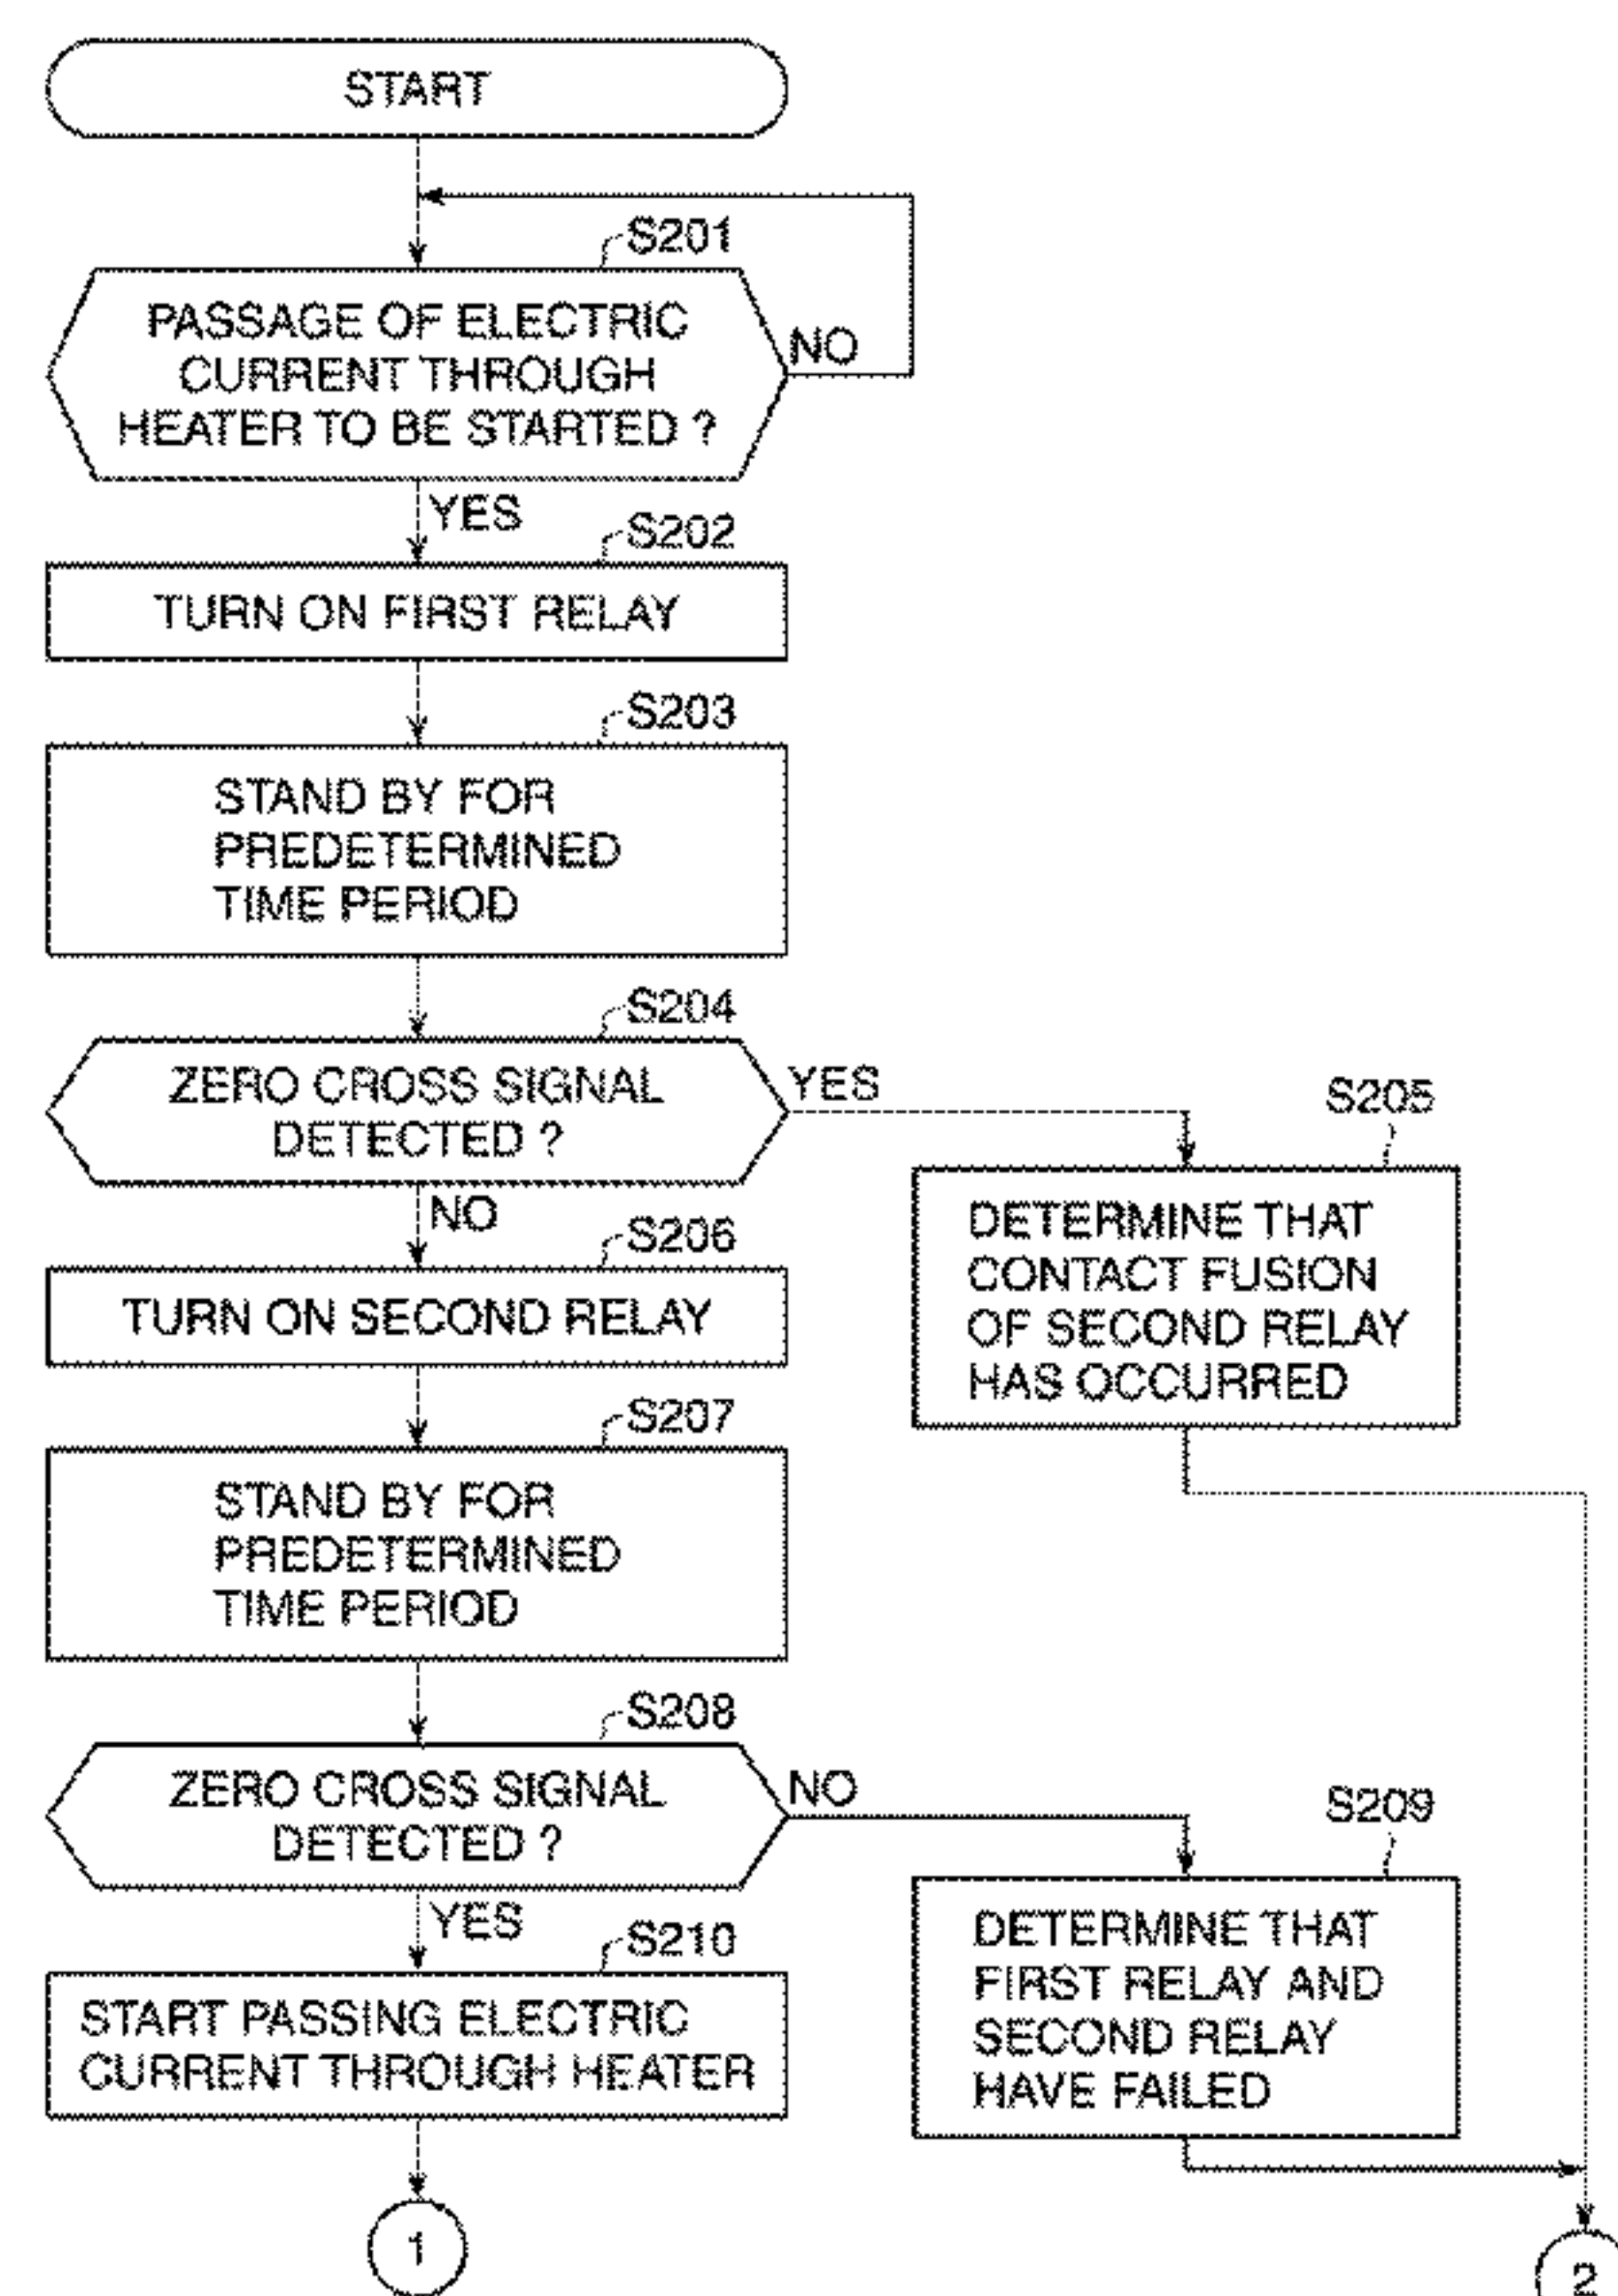 START
S201
PASSAGE OF ELECTRIC
CURRENT THROUGH
HEATER TO BE STARTED ?
NO
YES
S202
TURN ON FIRST RELAY
S203
STAND BY FOR
PREDETERMINED
TIME PERIOD
S204
ZERO CROSS SIGNAL
DETECTED ?
YES
S205
DETERMINE THAT
CONTACT FUSION
OF SECOND RELAY
HAS OCCURRED
NO
S206
TURN ON SECOND RELAY
S207
STAND BY FOR
PREDETERMINED
TIME PERIOD
S208
ZERO CROSS SIGNAL
DETECTED ?
NO
S209
DETERMINE THAT
FIRST RELAY AND
SECOND RELAY
HAVE FAILED
YES
S210
START PASSING ELECTRIC
CURRENT THROUGH HEATER
1
2